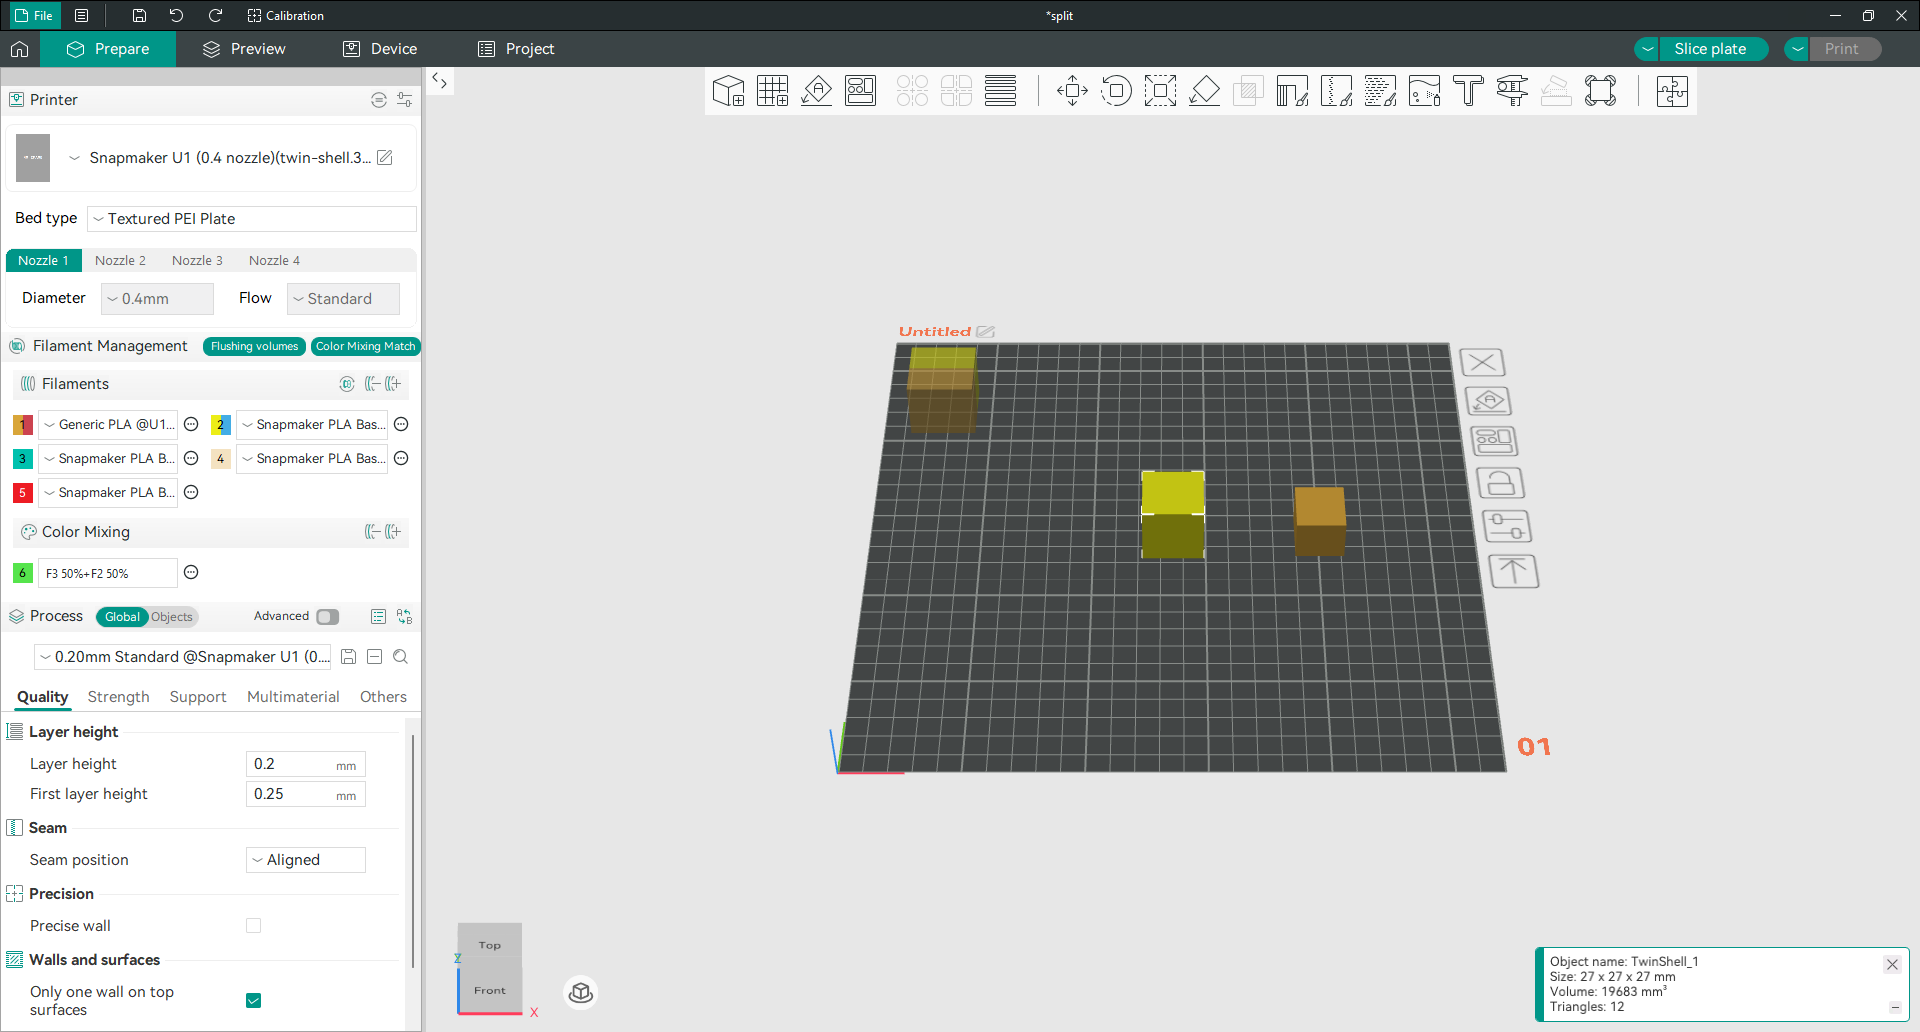 File
Calibration
*split
Prepare
Preview
Device
Project
Slice plate
Print
Printer
Snapmaker U1 (0.4 nozzle)(twin-shell.3...
Bed type
Textured PEI Plate
Nozzle 1
Nozzle 2
Nozzle 3
Nozzle 4
Diameter
0.4mm
Flow
Standard
Filament Management
Flushing volumes
Color Mixing Match
Filaments
1
Generic PLA @U1...
2
Snapmaker PLA Bas...
3
Snapmaker PLA B...
4
Snapmaker PLA Bas...
5
Snapmaker PLA B...
Color Mixing
6
F3 50%+F2 50%
Process
Global
Objects
Advanced
0.20mm Standard @Snapmaker U1 (0....
Quality
Strength
Support
Multimaterial
Others
Layer height
Layer height
0.2
mm
First layer height
0.25
mm
Seam
Seam position
Aligned
Precision
Precise wall
Walls and surfaces
Only one wall on top
surfaces
Untitled
01
Top
Front
Z
X
Object name: TwinShell_1
Size: 27 x 27 x 27 mm
Volume: 19683 mm³
Triangles: 12